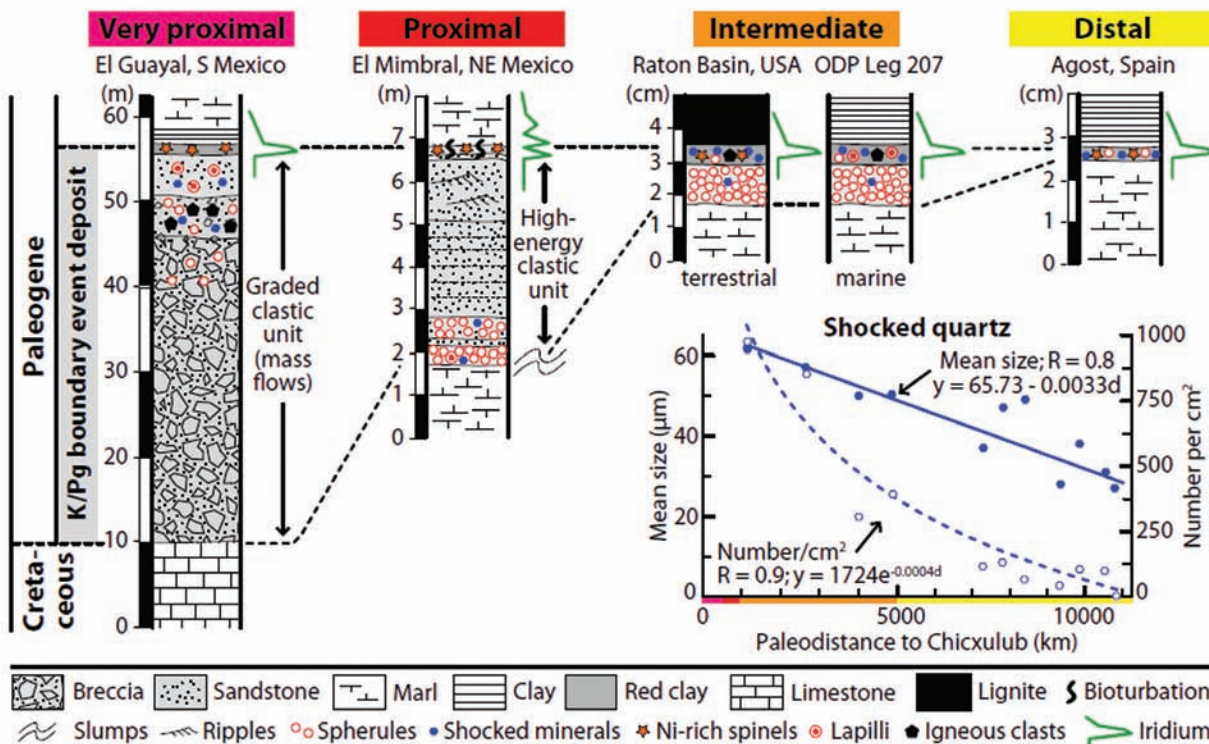 Very proximal
Proximal
Intermediate
Distal
El Guayal, S Mexico
El Mimbral, NE Mexico
Raton Basin, USA
ODP Leg 207
Agost, Spain
(m)
60
50
40
30
20
10
0
Paleogene
K/Pg boundary event deposit
Creta-
ceous
Graded
clastic
unit
(mass
flows)
(m)
7
6
5
4
3
2
1
0
High-
energy
clastic
unit
(cm)
4
3
2
1
0
terrestrial
marine
(cm)
3
2
1
0
Shocked quartz
Mean size; R = 0.8
y = 65.73 - 0.0033d
Number/cm²
R = 0.9; y = 1724e^-0.0004d
60
40
20
0
Mean size (µm)
1000
750
500
250
0
Number per cm²
0
5000
10000
Paleodistance to Chicxulub (km)
Breccia
Sandstone
Marl
Clay
Red clay
Limestone
Lignite
Bioturbation
Slumps
Ripples
Spherules
Shocked minerals
Ni-rich spinels
Lapilli
Igneous clasts
Iridium